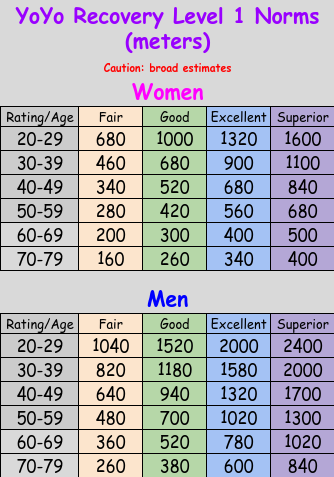 YoYo Recovery Level 1 Norms
(meters)
Caution: broad estimates
Women
Rating/Age Fair Good Excellent Superior
20-29 680 1000 1320 1600
30-39 460 680 900 1100
40-49 340 520 680 840
50-59 280 420 560 680
60-69 200 300 400 500
70-79 160 260 340 400
Men
Rating/Age Fair Good Excellent Superior
20-29 1040 1520 2000 2400
30-39 820 1180 1580 2000
40-49 640 940 1320 1700
50-59 480 700 1020 1300
60-69 360 520 780 1020
70-79 260 380 600 840